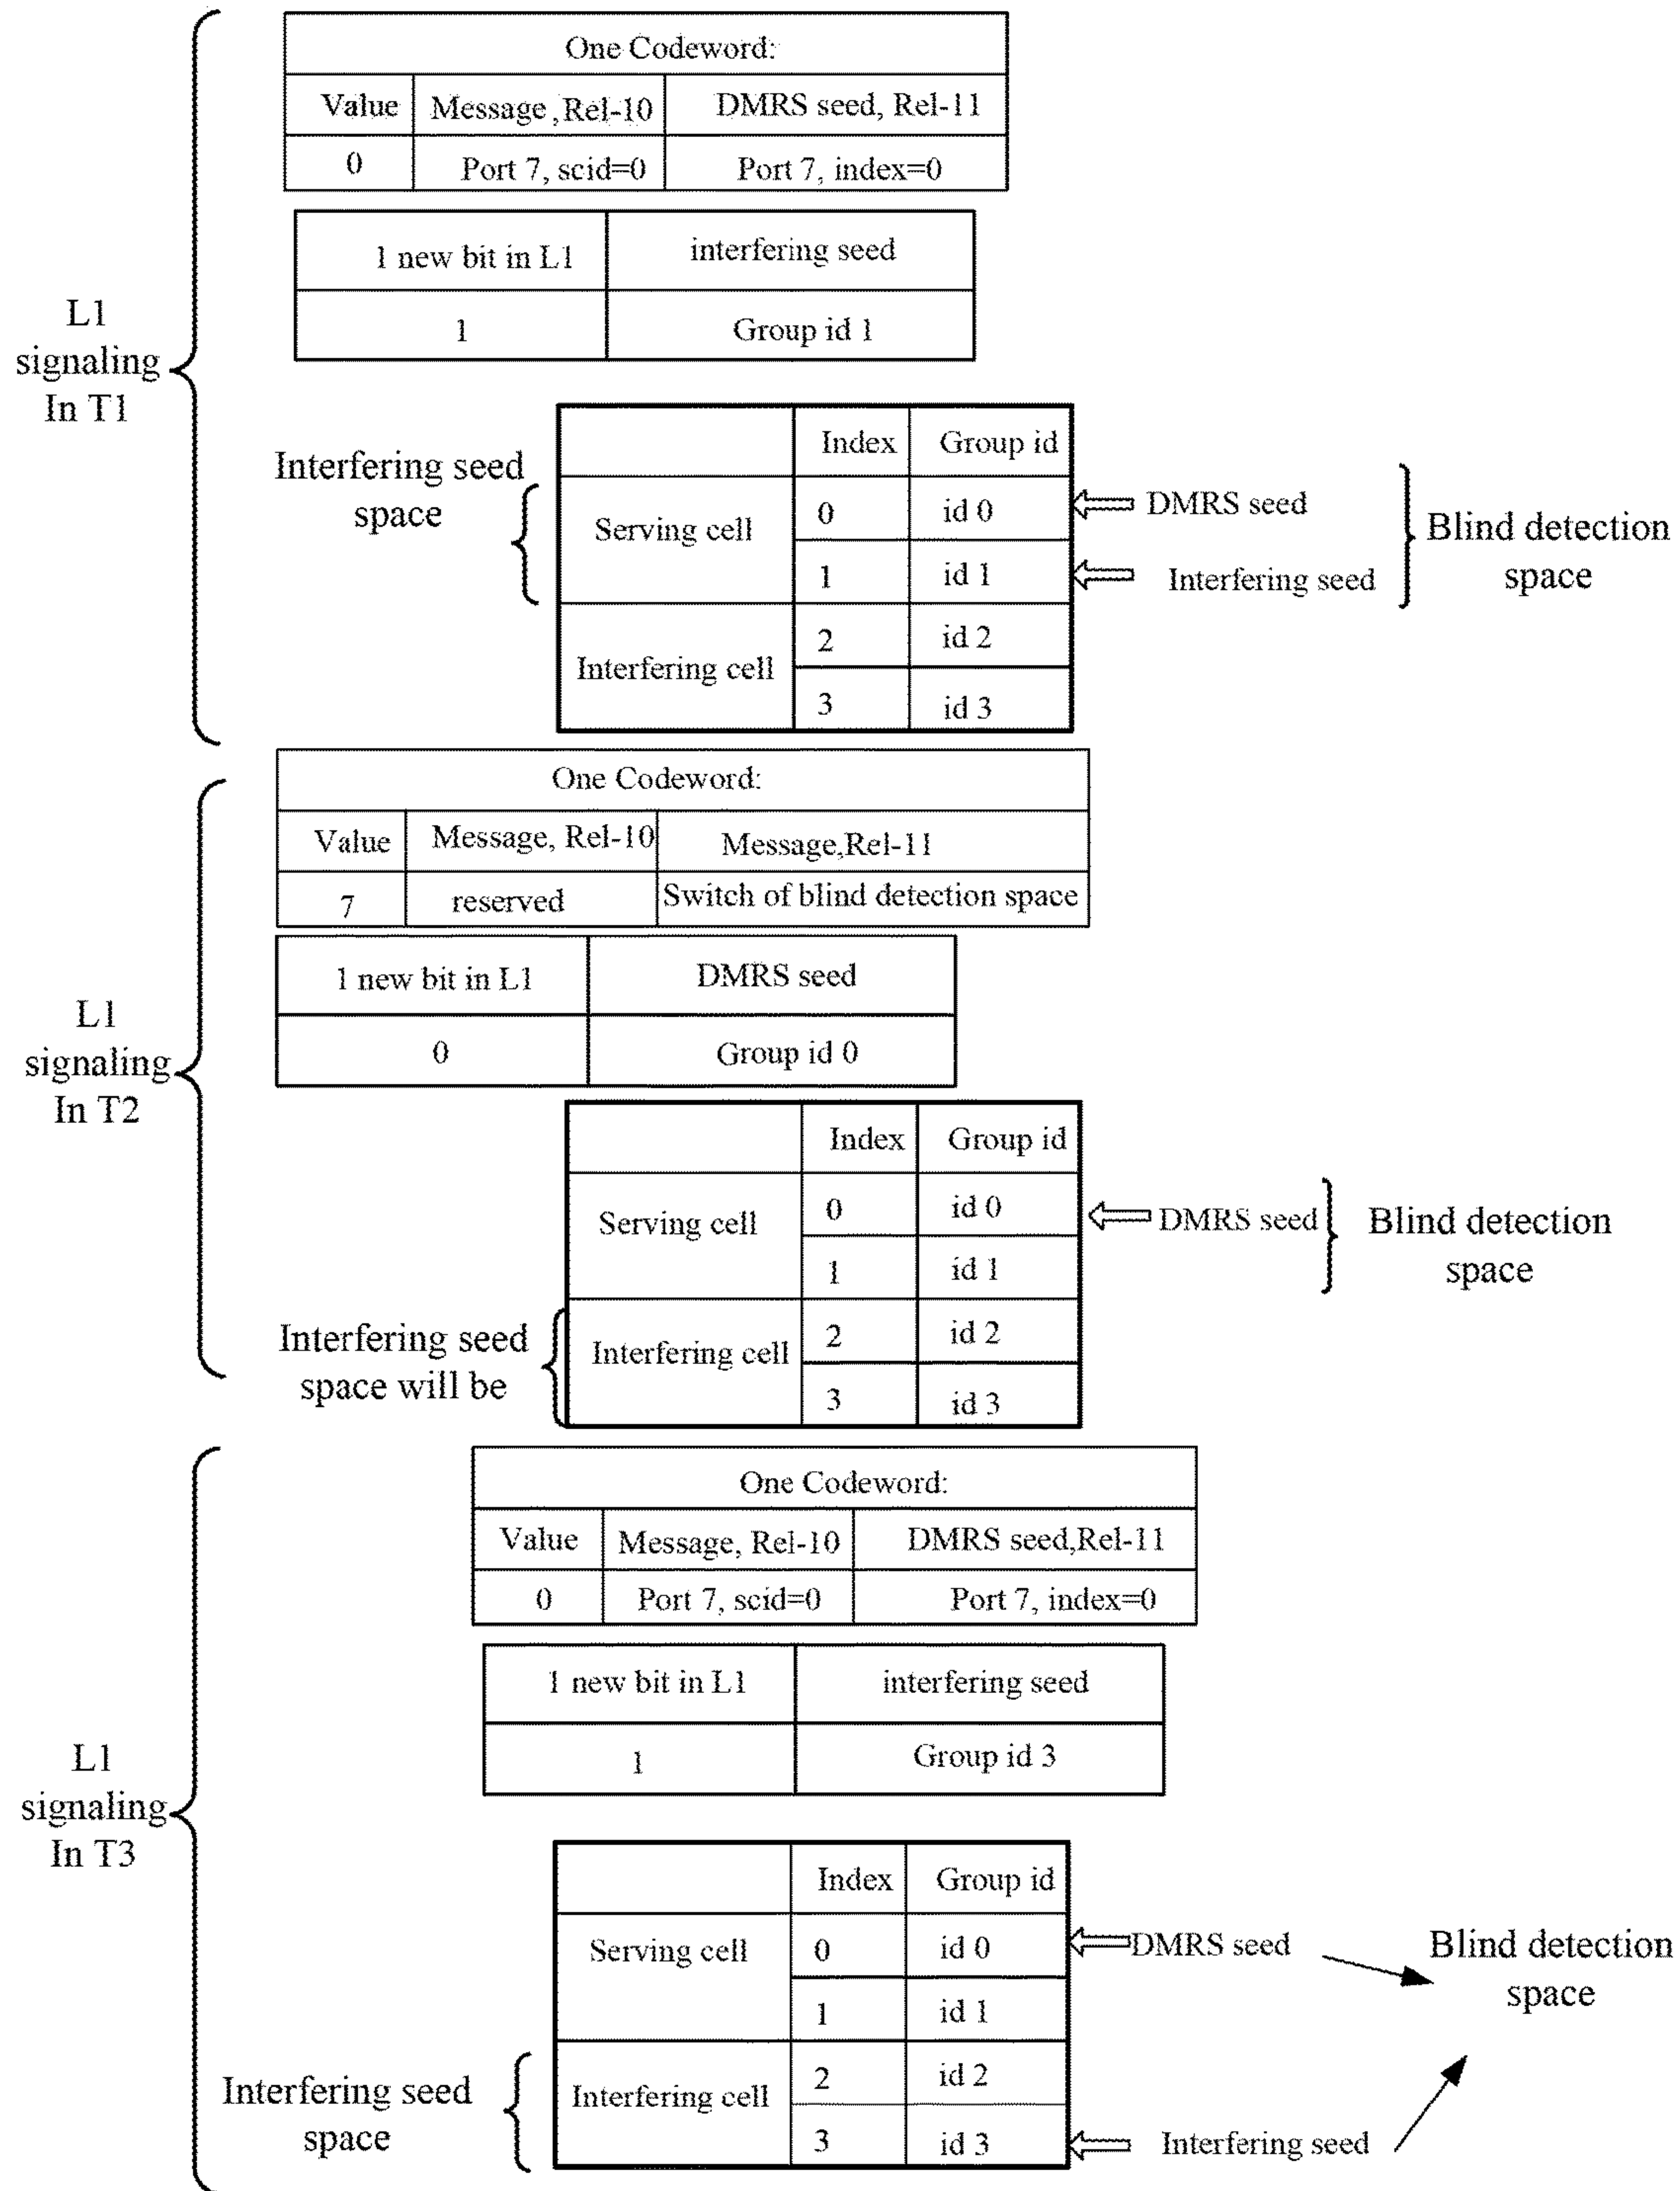 L1
signaling
In T1
One Codeword:
Value Message,Rel-10 DMRS seed, Rel-11
0 Port 7, scid=0 Port 7, index=0
1 new bit in L1 interfering seed
1 Group id 1
Interfering seed
space
Index Group id
Serving cell 0 id 0
1 id 1
Interfering cell 2 id 2
3 id 3
DMRS seed
Interfering seed
Blind detection
space
L1
signaling
In T2
One Codeword:
Value Message, Rel-10 Message,Rel-11
7 reserved Switch of blind detection space
1 new bit in L1 DMRS seed
0 Group id 0
Index Group id
Serving cell 0 id 0
1 id 1
Interfering cell 2 id 2
3 id 3
DMRS seed
Blind detection
space
Interfering seed
space will be
L1
signaling
In T3
One Codeword:
Value Message, Rel-10 DMRS seed,Rel-11
0 Port 7, scid=0 Port 7, index=0
1 new bit in L1 interfering seed
1 Group id 3
Index Group id
Serving cell 0 id 0
1 id 1
Interfering cell 2 id 2
3 id 3
DMRS seed
Blind detection
space
Interfering seed
space
Interfering seed